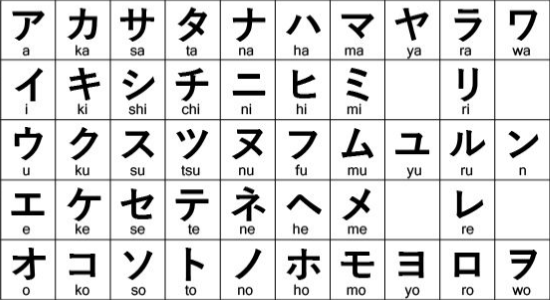 ア カ サ タ ナ ハ マ ヤ ラ ワ
a ka sa ta na ha ma ya ra wa
イ キ シ チ ニ ヒ ミ リ
i ki shi chi ni hi mi ri
ウ ク ス ツ ヌ フ ム ユ ル ン
u ku su tsu nu fu mu yu ru n
エ ケ セ テ ネ ヘ メ レ
e ke se te ne he me re
オ コ ソ ト ノ ホ モ ヨ ロ ヲ
o ko so to no ho mo yo ro wo